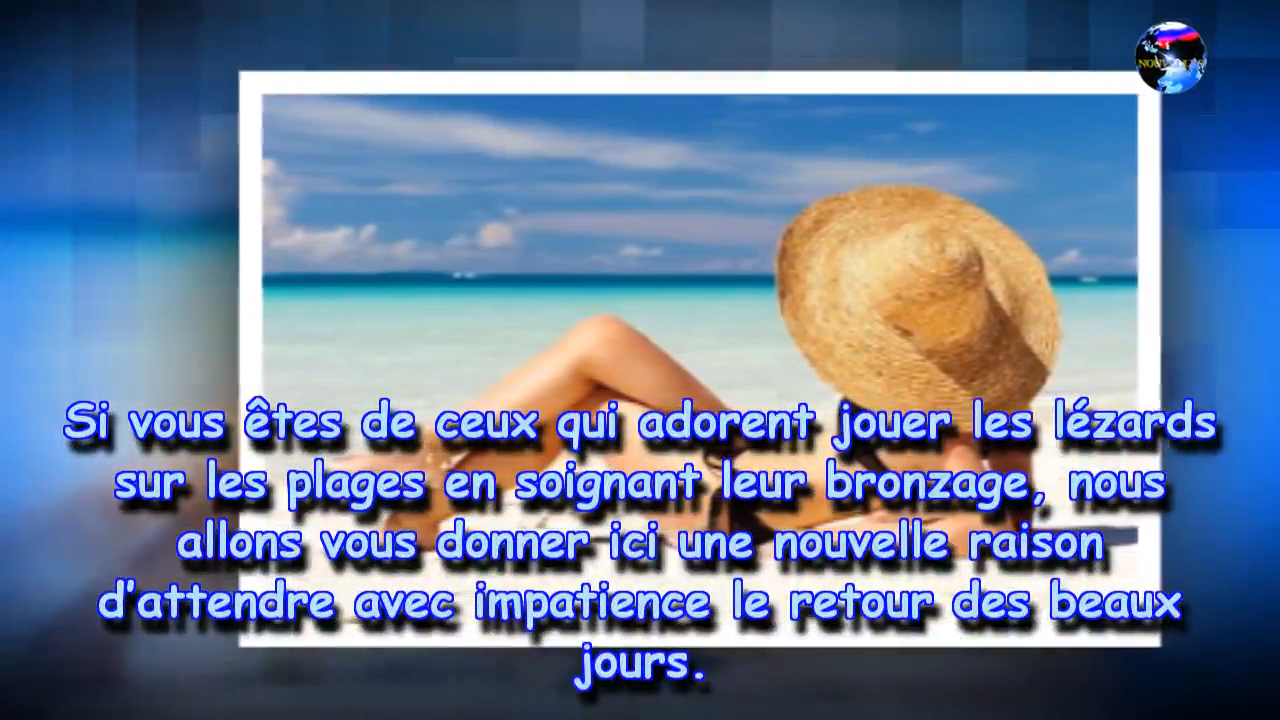 NOUVELLES
Si vous êtes de ceux qui adorent jouer les lézards
sur les plages en soignant leur bronzage, nous
allons vous donner ici une nouvelle raison
d'attendre avec impatience le retour des beaux
jours.